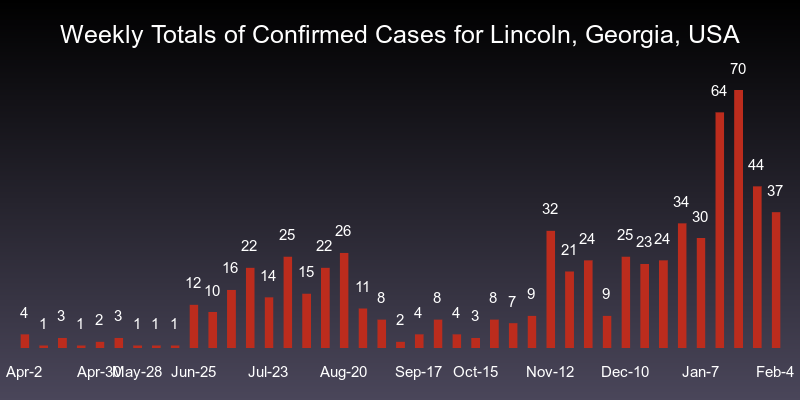 Weekly Totals of Confirmed Cases for Lincoln, Georgia, USA
4 1 3 1 2 3 1 1 1 12 10 16 22 14 25 15 22 26 11 8 2 4 8 4 3 8 7 9 32 21 24 9 25 23 24 34 30 64 70 44 37
Apr-2 Apr-30 May-28 Jun-25 Jul-23 Aug-20 Sep-17 Oct-15 Nov-12 Dec-10 Jan-7 Feb-4